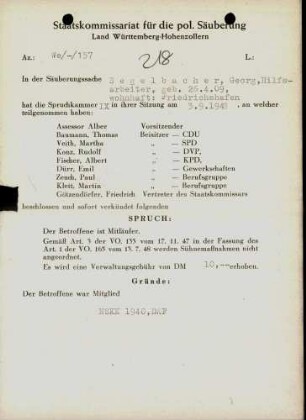 Staatskommissariat für die pol. Säuberung
Land Württemberg-Hohenzollern
Az.: We/-/157 L.:
218
In der Säuberungssache Segelbacher, Georg, Hilfs-
arbeiter, geb. 26.4.09,
wohnhaft: Friedrichshafen
hat die Spruchkammer IX in ihrer Sitzung am 3.9.1948 an welcher
teilgenommen haben:
Assessor Alber Vorsitzender
Baumann, Thomas Beisitzer — CDU
Veith, Martha „ — SPD
Konz, Rudolf „ — DVP,
Fischer, Albert „ — KPD,
Dürr, Emil „ — Gewerkschaften
Zench, Paul „ — Berufsgruppe
Kleit, Martin „ — Berufsgruppe
Götzendörfer, Friedrich Vertreter des Staatskommissars
beschlossen und sofort verkündet folgenden
SPRUCH:
Der Betroffene ist Mitläufer.
Gemäß Art. 3 der VO. 133 vom 17. 11. 47 in der Fassung des
Art. 1 der VO. 165 vom 13. 7. 48 werden Sühnemaßnahmen nicht
angeordnet.
Es wird eine Verwaltungsgebühr von DM 10,-- erhoben.
Gründe:
Der Betroffene war Mitglied
NSKK 1940, DAF